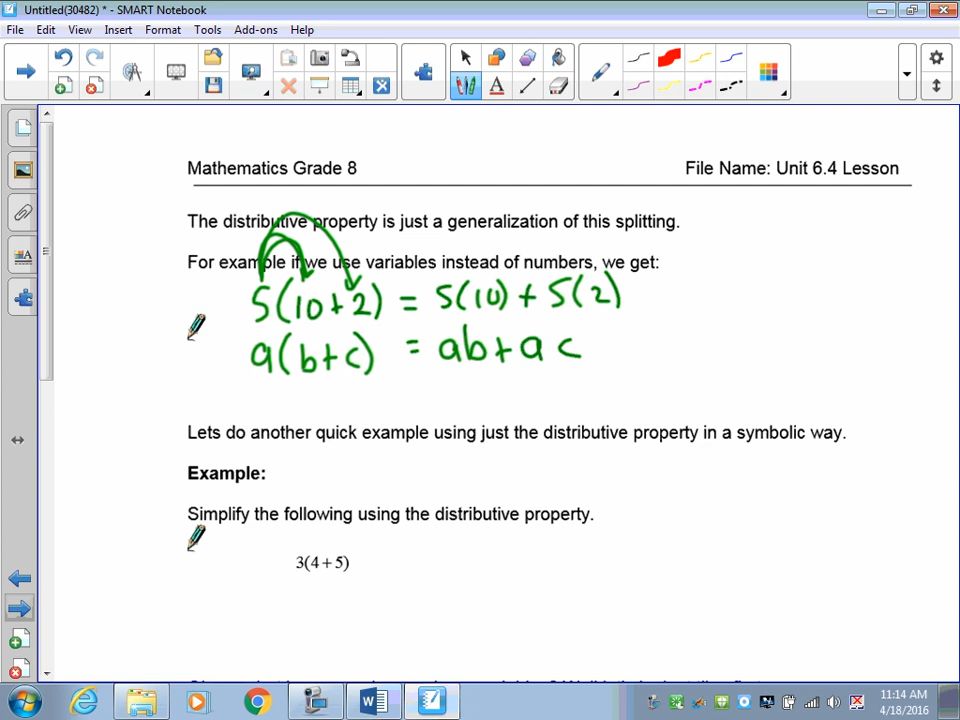 Untitled(30482) * - SMART Notebook
File Edit View Insert Format Tools Add-ons Help
Mathematics Grade 8 File Name: Unit 6.4 Lesson
The distributive property is just a generalization of this splitting.
For example if we use variables instead of numbers, we get:
5(10+2) = 5(10) + 5(2)
a(b+c) = ab+ac
Lets do another quick example using just the distributive property in a symbolic way.
Example:
Simplify the following using the distributive property.
3(4+5)
11:14 AM
4/18/2016